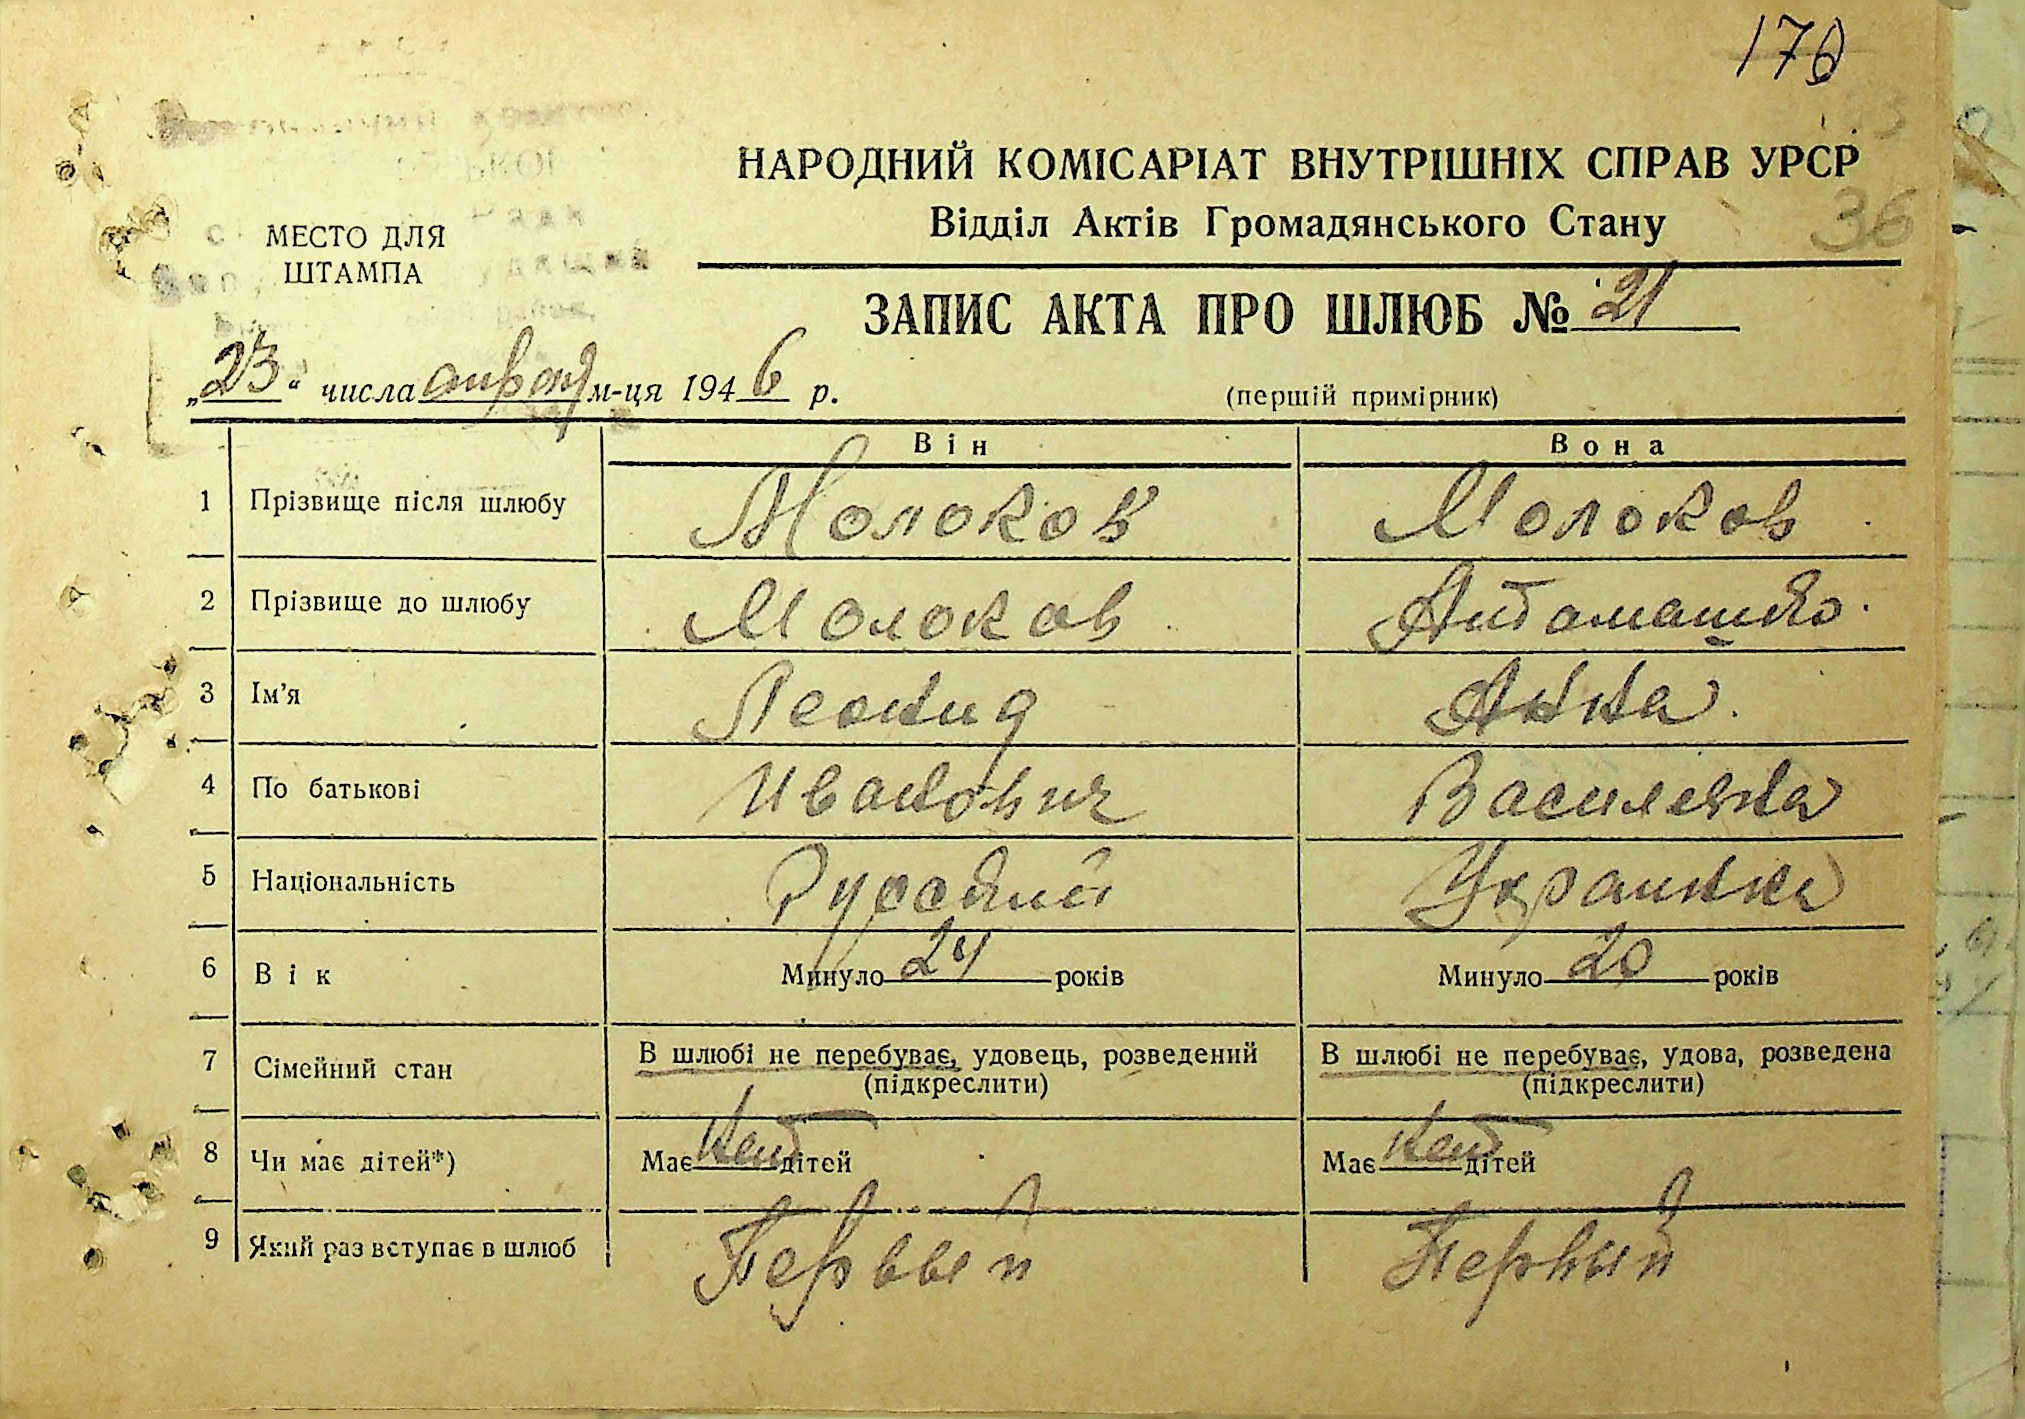 176
НАРОДНИЙ КОМІСАРІАТ ВНУТРІШНІХ СПРАВ УРСР
Відділ Актів Громадянського Стану
36
МЕСТО ДЛЯ
ШТАМПА
ЗАПИС АКТА ПРО ШЛЮБ № 21
„23“ числа апреля м-ця 1946 р.
(першій примірник)
Він Вона
1 Прізвище після шлюбу Молоков Молоков
2 Прізвище до шлюбу Молоков
3 Ім’я Леонид Анна
4 По батькові Иванович Василевна
5 Національність Русский Украинка
6 Вік Минуло 24 років Минуло 20 років
7 Сімейний стан В шлюбі не перебуває, удовець, розведений В шлюбі не перебуває, удова, розведена
(підкреслити) (підкреслити)
8 Чи має дітей*) Має нет дітей Має нет дітей
9 Який раз вступає в шлюб Первый Первый